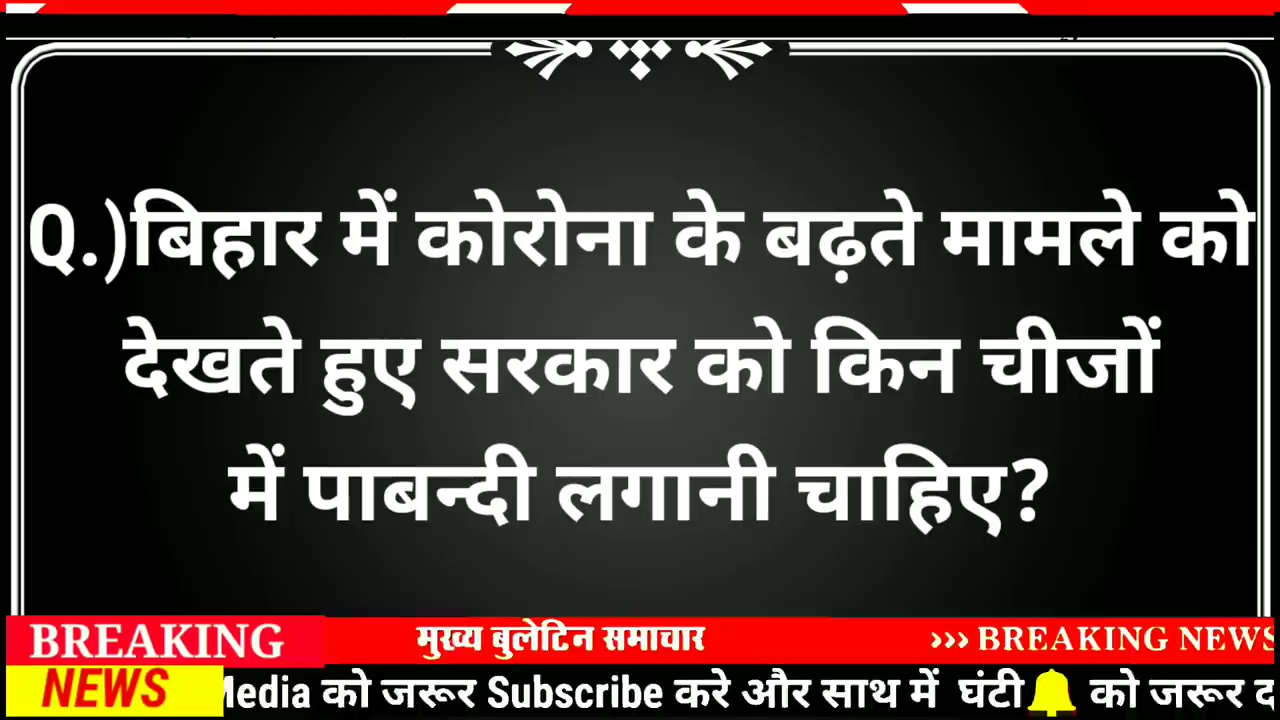 Q.)बिहार में कोरोना के बढ़ते मामले को
देखते हुए सरकार को किन चीजों
में पाबन्दी लगानी चाहिए?
BREAKING
NEWS
मुख्य बुलेटिन समाचार
››› BREAKING NEWS
Media को जरूर Subscribe करे और साथ में घंटी🔔 को जरूर